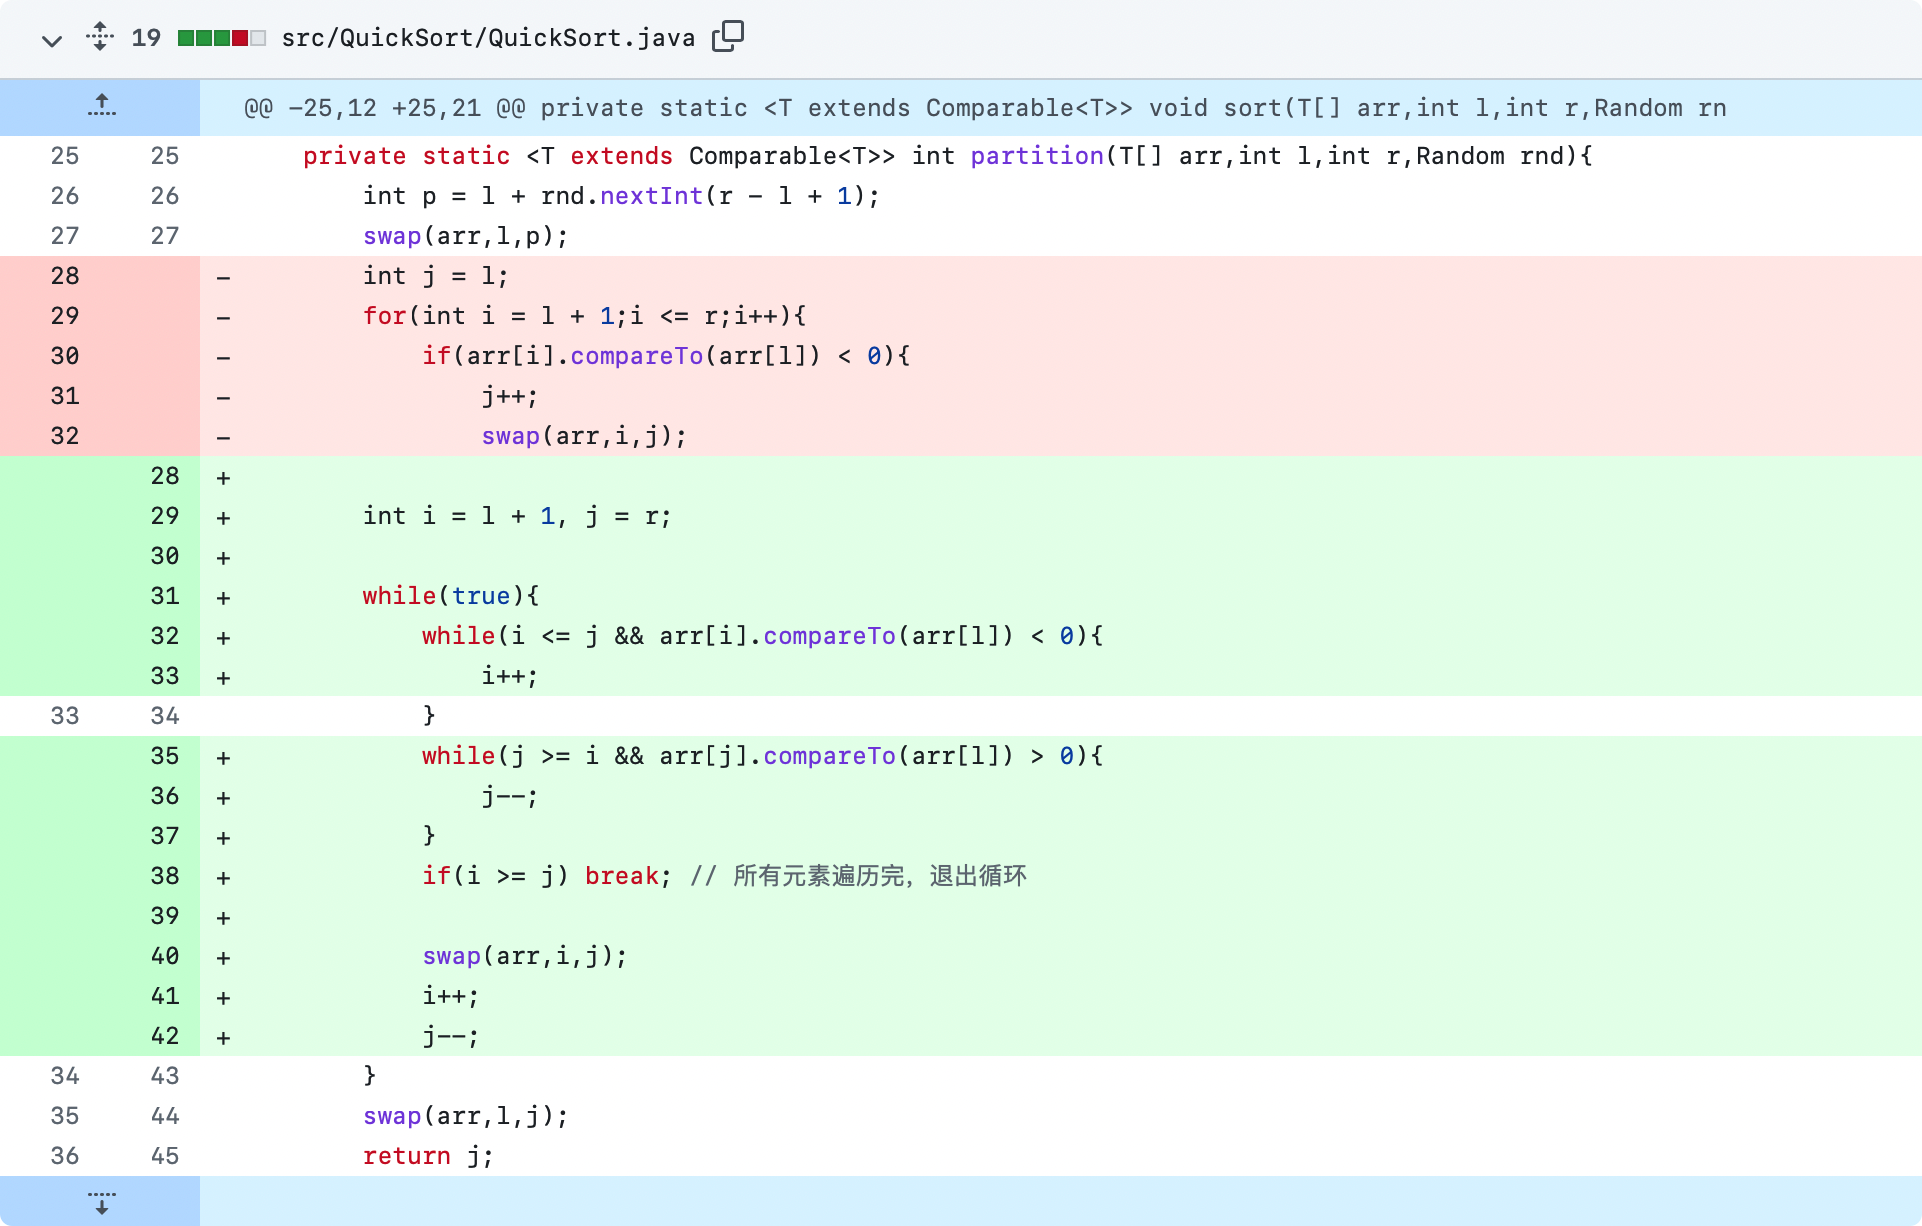 19 src/QuickSort/QuickSort.java
@@ -25,12 +25,21 @@ private static <T extends Comparable<T>> void sort(T[] arr,int l,int r,Random rn
25 25 private static <T extends Comparable<T>> int partition(T[] arr,int l,int r,Random rnd){
26 26 int p = l + rnd.nextInt(r - l + 1);
27 27 swap(arr,l,p);
28 - int j = l;
29 - for(int i = l + 1;i <= r;i++){
30 - if(arr[i].compareTo(arr[l]) < 0){
31 - j++;
32 - swap(arr,i,j);
28 +
29 + int i = l + 1, j = r;
30 +
31 + while(true){
32 + while(i <= j && arr[i].compareTo(arr[l]) < 0){
33 + i++;
33 34 }
35 + while(j >= i && arr[j].compareTo(arr[l]) > 0){
36 + j--;
37 + }
38 + if(i >= j) break; // 所有元素遍历完，退出循环
39 +
40 + swap(arr,i,j);
41 + i++;
42 + j--;
34 43 }
35 44 swap(arr,l,j);
36 45 return j;